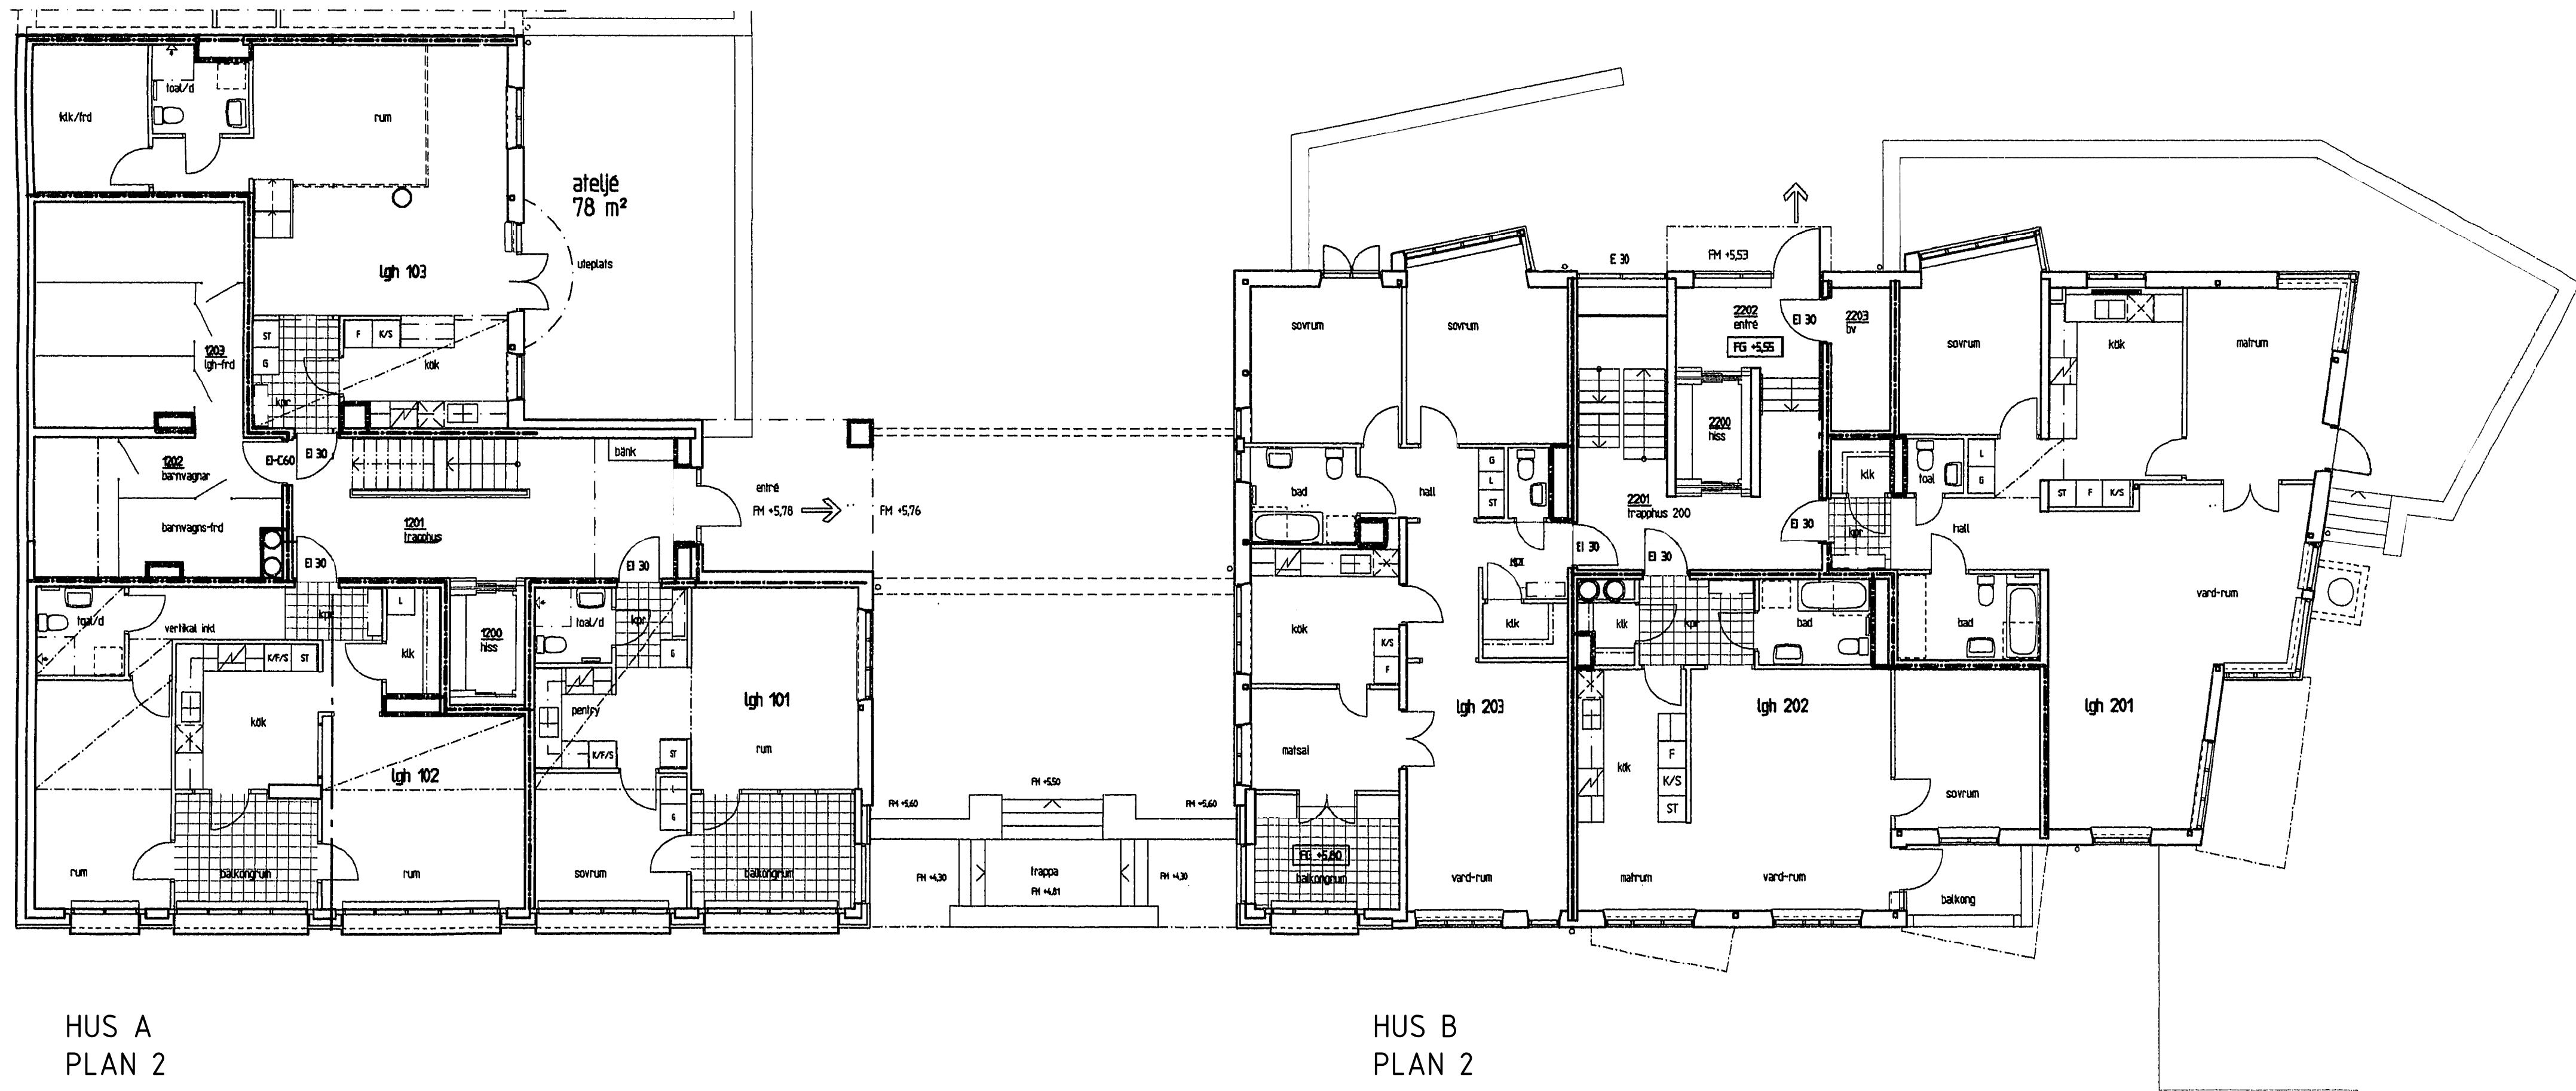 klk/frd
toal/d
rum
ateljé
78 m²
uteplats
lgh 103
1203
lgh-frd
ST
G
F
K/S
kök
kpr
1202
barnvagnar
EI-C60
EI 30
bänk
barnvagns-frd
1201
trapphus
entré
FM +5,78
FM +5,76
EI 30
EI 30
toal/d
vertikal inkl
kpr
L
klk
1200
hiss
toal/d
kpr
G
K/F/S
ST
kök
pentry
K/F/S
ST
lgh 101
rum
lgh 102
L
G
rum
balkongrum
rum
sovrum
balkongrum
FM +5,60
FM +5,50
FM +5,60
FM +4,30
trappa
FM +4,81
FM +4,30
E 30
FM +5,53
sovrum
sovrum
2202
entré
FG +5,55
EI 30
2203
bv
sovrum
kök
matrum
2200
hiss
bad
hall
G
L
ST
2201
trapphus 200
EI 30
EI 30
EI 30
klk
kpr
toal
L
G
ST
F
K/S
hall
vard-rum
kök
K/S
F
kpr
klk
klk
kpr
bad
bad
matsal
lgh 203
lgh 202
lgh 201
kök
F
K/S
ST
sovrum
FG +5,80
balkongrum
vard-rum
matrum
vard-rum
balkong
HUS A
PLAN 2
HUS B
PLAN 2